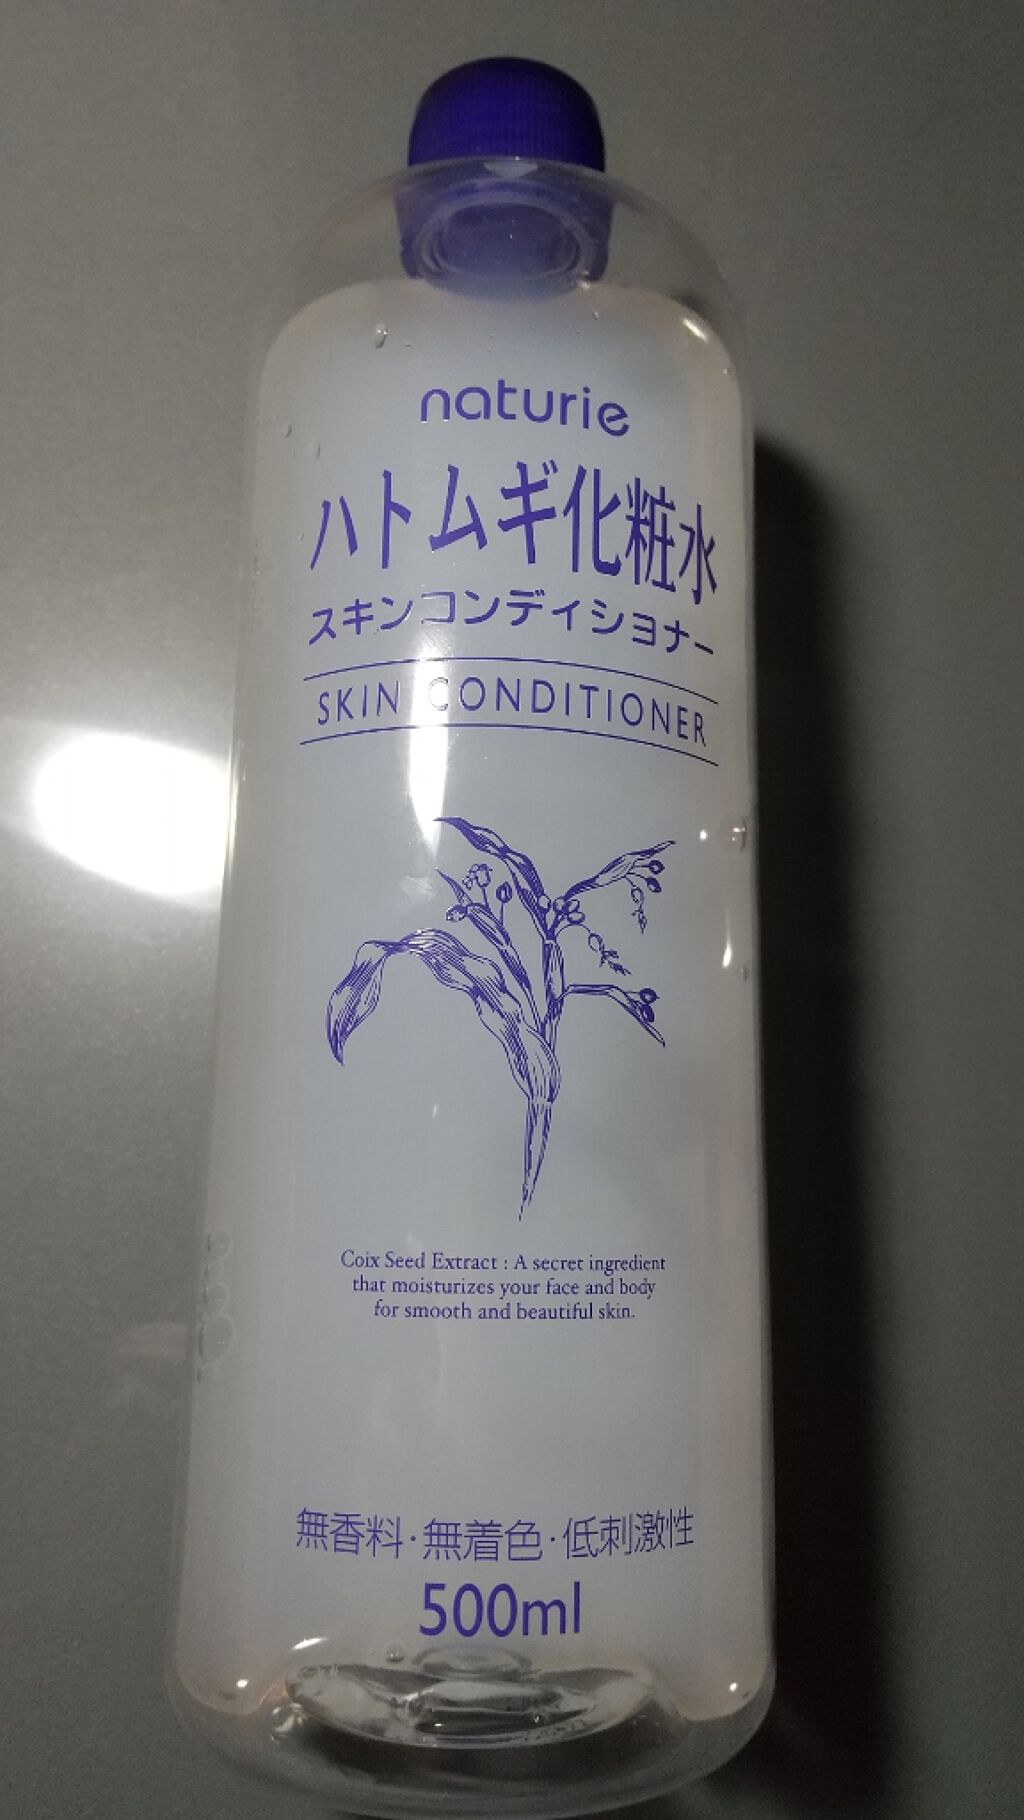 naturie
ハトムギ化粧水
スキンコンディショナー
SKIN CONDITIONER
Coix Seed Extract : A secret ingredient
that moisturizes your face and body
for smooth and beautiful skin.
無香料・無着色・低刺激性
500ml